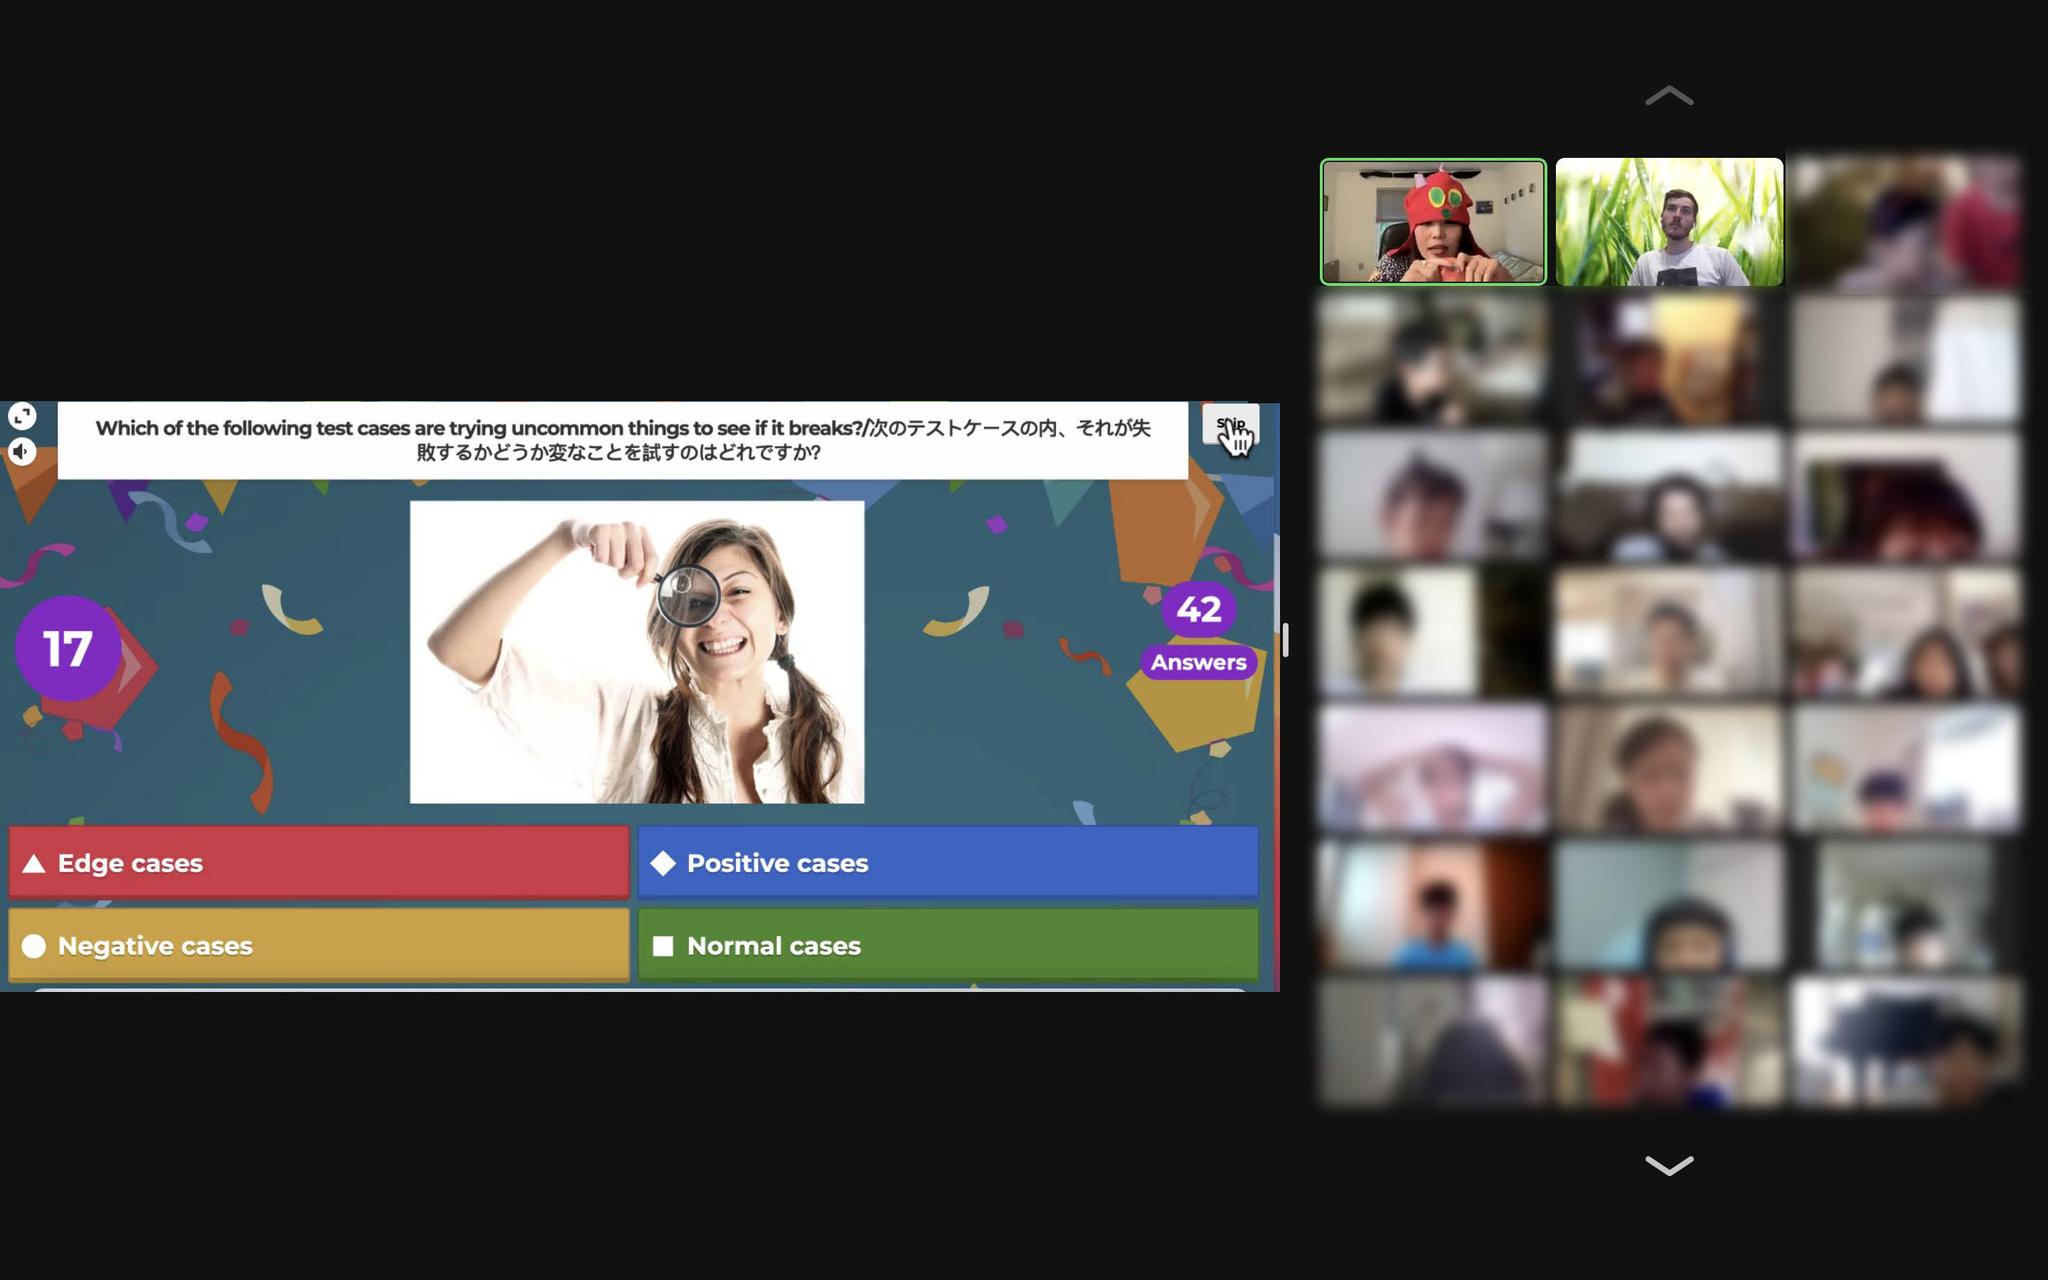 Which of the following test cases are trying uncommon things to see if it breaks?/次のテストケースの内、それが失
敗するかどうか変なことを試すのはどれですか?
Skip
17
42
Answers
Edge cases
Positive cases
Negative cases
Normal cases